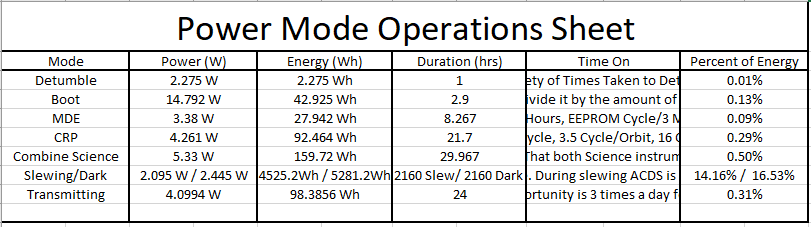 Power Mode Operations Sheet
Mode Power (W) Energy (Wh) Duration (hrs) Time On Percent of Energy
Detumble 2.275 W 2.275 Wh 1 ety of Times Taken to Det 0.01%
Boot 14.792 W 42.925 Wh 2.9 vide it by the amount of 0.13%
MDE 3.38 W 27.942 Wh 8.267 Hours, EEPROM Cycle/3 M 0.09%
CRP 4.261 W 92.464 Wh 21.7 ycle, 3.5 Cycle/Orbit, 16 0.29%
Combine Science 5.33 W 159.72 Wh 29.967 That both Science instrum 0.50%
Slewing/Dark 2.095 W / 2.445 W 4525.2Wh / 5281.2Wh 2160 Slew/ 2160 Dark . During slewing ACDS is 14.16% / 16.53%
Transmitting 4.0994 W 98.3856 Wh 24 ortunity is 3 times a day f 0.31%